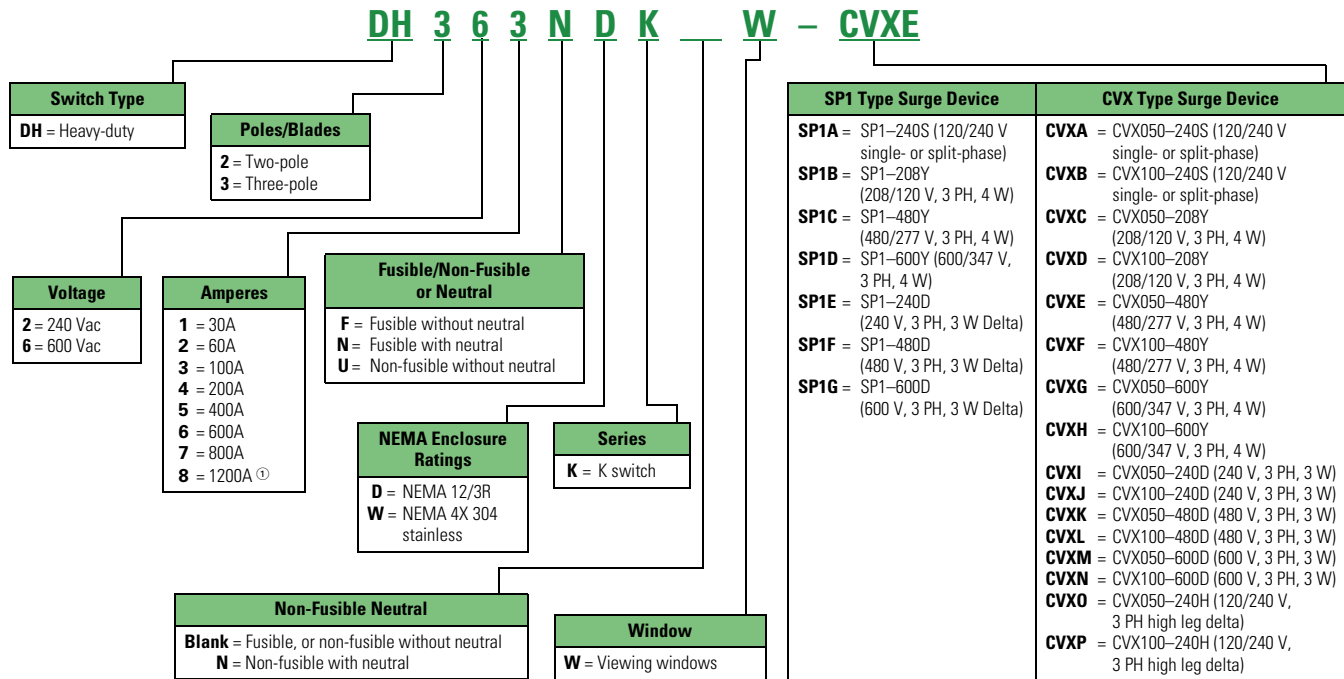 DH 3 6 3 N D K __ W – CVXE
Switch Type
DH = Heavy-duty
Poles/Blades
2 = Two-pole
3 = Three-pole
Voltage
2 = 240 Vac
6 = 600 Vac
Amperes
1 = 30A
2 = 60A
3 = 100A
4 = 200A
5 = 400A
6 = 600A
7 = 800A
8 = 1200A ①
Fusible/Non-Fusible
or Neutral
F = Fusible without neutral
N = Fusible with neutral
U = Non-fusible without neutral
NEMA Enclosure
Ratings
D = NEMA 12/3R
W = NEMA 4X 304
stainless
Series
K = K switch
Non-Fusible Neutral
Blank = Fusible, or non-fusible without neutral
N = Non-fusible with neutral
Window
W = Viewing windows
SP1 Type Surge Device
SP1A = SP1–240S (120/240 V
single- or split-phase)
SP1B = SP1–208Y
(208/120 V, 3 PH, 4 W)
SP1C = SP1–480Y
(480/277 V, 3 PH, 4 W)
SP1D = SP1–600Y (600/347 V,
3 PH, 4 W)
SP1E = SP1–240D
(240 V, 3 PH, 3 W Delta)
SP1F = SP1–480D
(480 V, 3 PH, 3 W Delta)
SP1G = SP1–600D
(600 V, 3 PH, 3 W Delta)
CVX Type Surge Device
CVXA = CVX050–240S (120/240 V
single- or split-phase)
CVXB = CVX100–240S (120/240 V
single- or split-phase)
CVXC = CVX050–208Y
(208/120 V, 3 PH, 4 W)
CVXD = CVX100–208Y
(208/120 V, 3 PH, 4 W)
CVXE = CVX050–480Y
(480/277 V, 3 PH, 4 W)
CVXF = CVX100–480Y
(480/277 V, 3 PH, 4 W)
CVXG = CVX050–600Y
(600/347 V, 3 PH, 4 W)
CVXH = CVX100–600Y
(600/347 V, 3 PH, 4 W)
CVXI = CVX050–240D (240 V, 3 PH, 3 W)
CVXJ = CVX100–240D (240 V, 3 PH, 3 W)
CVXK = CVX050–480D (480 V, 3 PH, 3 W)
CVXL = CVX100–480D (480 V, 3 PH, 3 W)
CVXM = CVX050–600D (600 V, 3 PH, 3 W)
CVXN = CVX100–600D (600 V, 3 PH, 3 W)
CVXO = CVX050–240H (120/240 V,
3 PH high leg delta)
CVXP = CVX100–240H (120/240 V,
3 PH high leg delta)